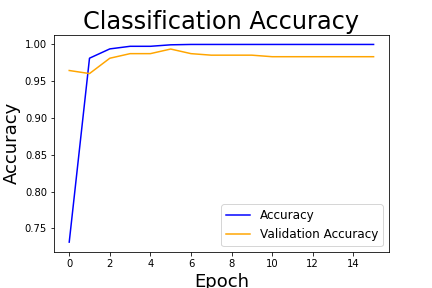 Classification Accuracy
Accuracy
1.00
0.95
0.90
0.85
0.80
0.75
0 2 4 6 8 10 12 14
Epoch
Accuracy
Validation Accuracy